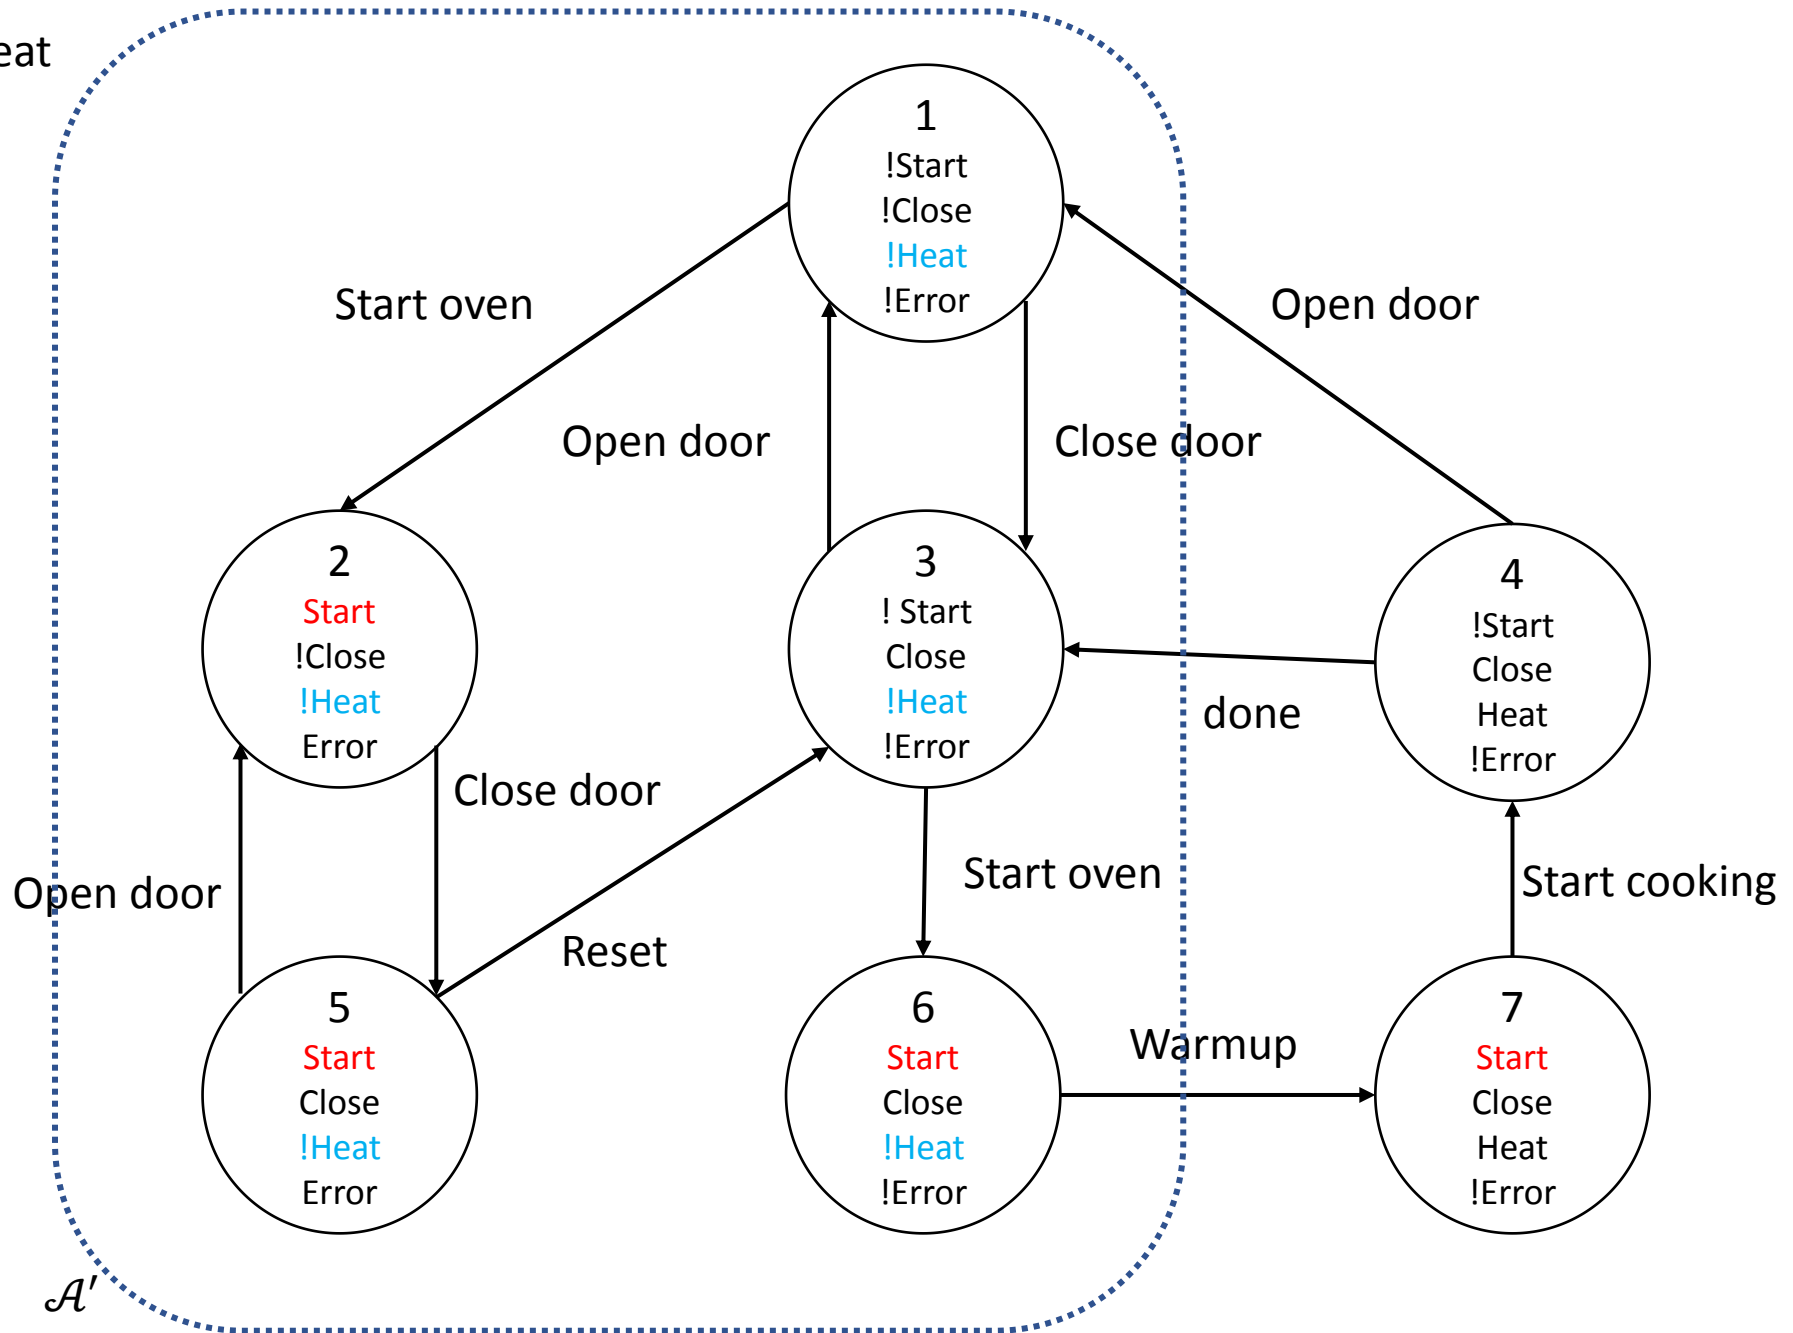 eat
1
!Start
!Close
!Heat
!Error
Start oven
Open door
Open door
Close door
2
Start
!Close
!Heat
Error
3
! Start
Close
!Heat
!Error
4
!Start
Close
Heat
!Error
done
Close door
Open door
Start oven
Start cooking
Reset
5
Start
Close
!Heat
Error
6
Start
Close
!Heat
!Error
Warmup
7
Start
Close
Heat
!Error
𝒜′